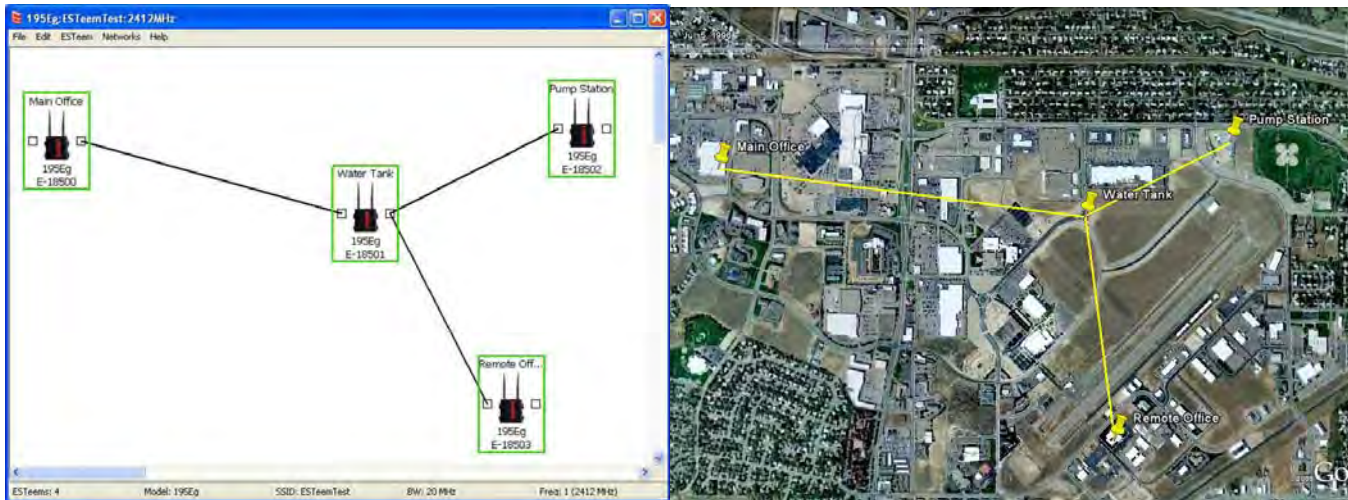 195Eg:ESTeemTest:2412MHz
File Edit ESTeem Networks Help
Main Office
195Eg
E-18500
Pump Station
195Eg
E-18502
Water Tank
195Eg
E-18501
Remote Off...
195Eg
E-18503
ESTeems: 4 Model: 195Eg SSID: ESTeemTest BW: 20 MHz Freq: 1 (2412 MHz)
Pump Station
Main Office
Water Tank
Remote Office
Go